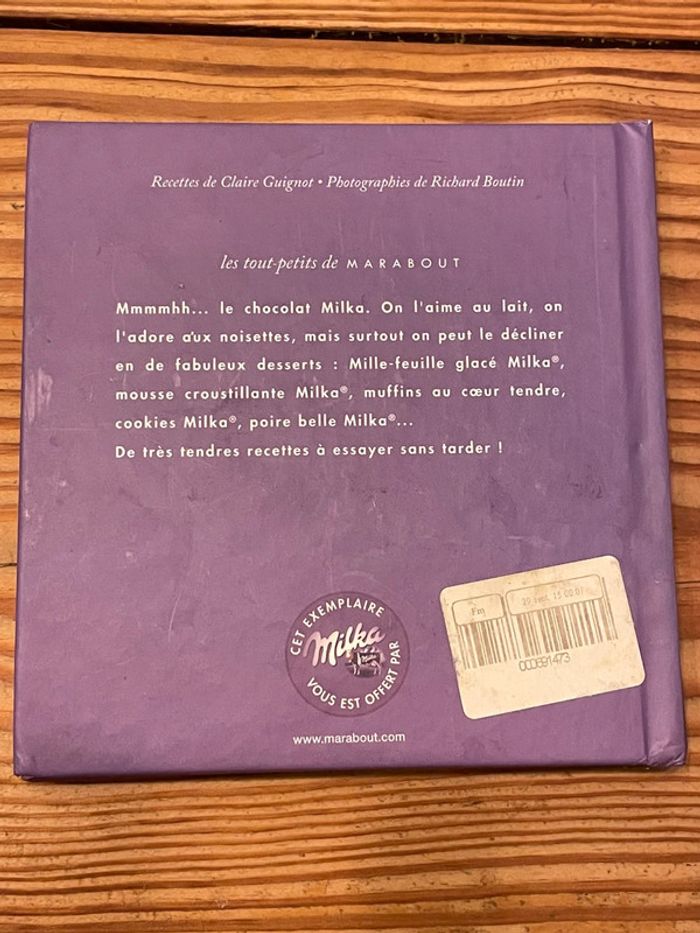 Recettes de Claire Guignot • Photographies de Richard Boutin
les tout-petits de MARABOUT
Mmmmhh... le chocolat Milka. On l'aime au lait, on
l'adore aux noisettes, mais surtout on peut le décliner
en de fabuleux desserts : Mille-feuille glacé Milka®,
mousse croustillante Milka®, muffins au cœur tendre,
cookies Milka®, poire belle Milka®...
De très tendres recettes à essayer sans tarder !
CET EXEMPLAIRE
Milka
VOUS EST OFFERT PAR
www.marabout.com
Fm
000691473